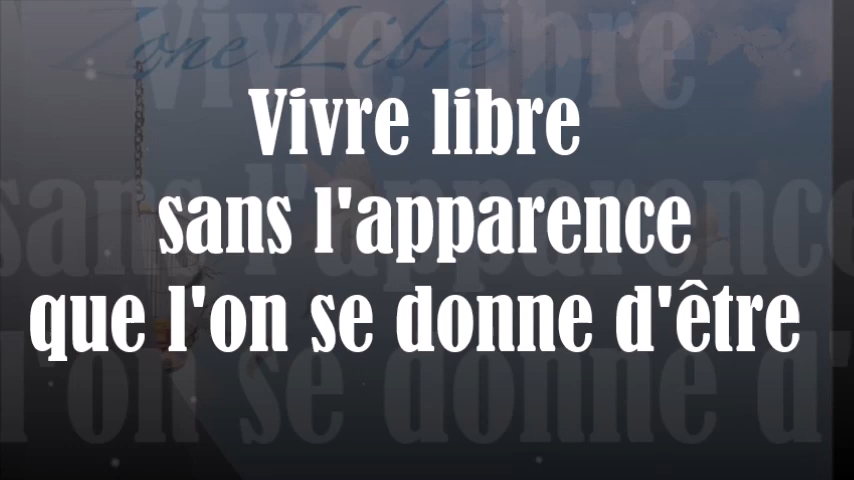 Zone Libre
Vivre libre
sans l'apparence
que l'on se donne d'être